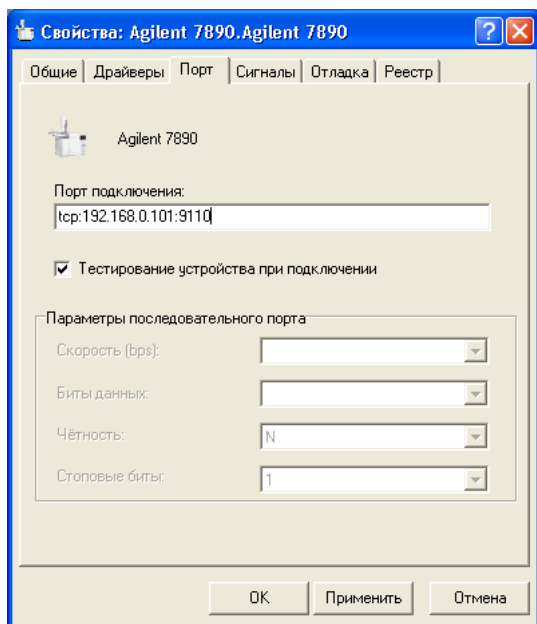 Свойства: Agilent 7890.Agilent 7890
Общие Драйверы Порт Сигналы Отладка Реестр
Agilent 7890
Порт подключения:
tcp:192.168.0.101:9110
Тестирование устройства при подключении
Параметры последовательного порта
Скорость (bps):
Биты данных:
Чётность: N
Стоповые биты: 1
OK Применить Отмена